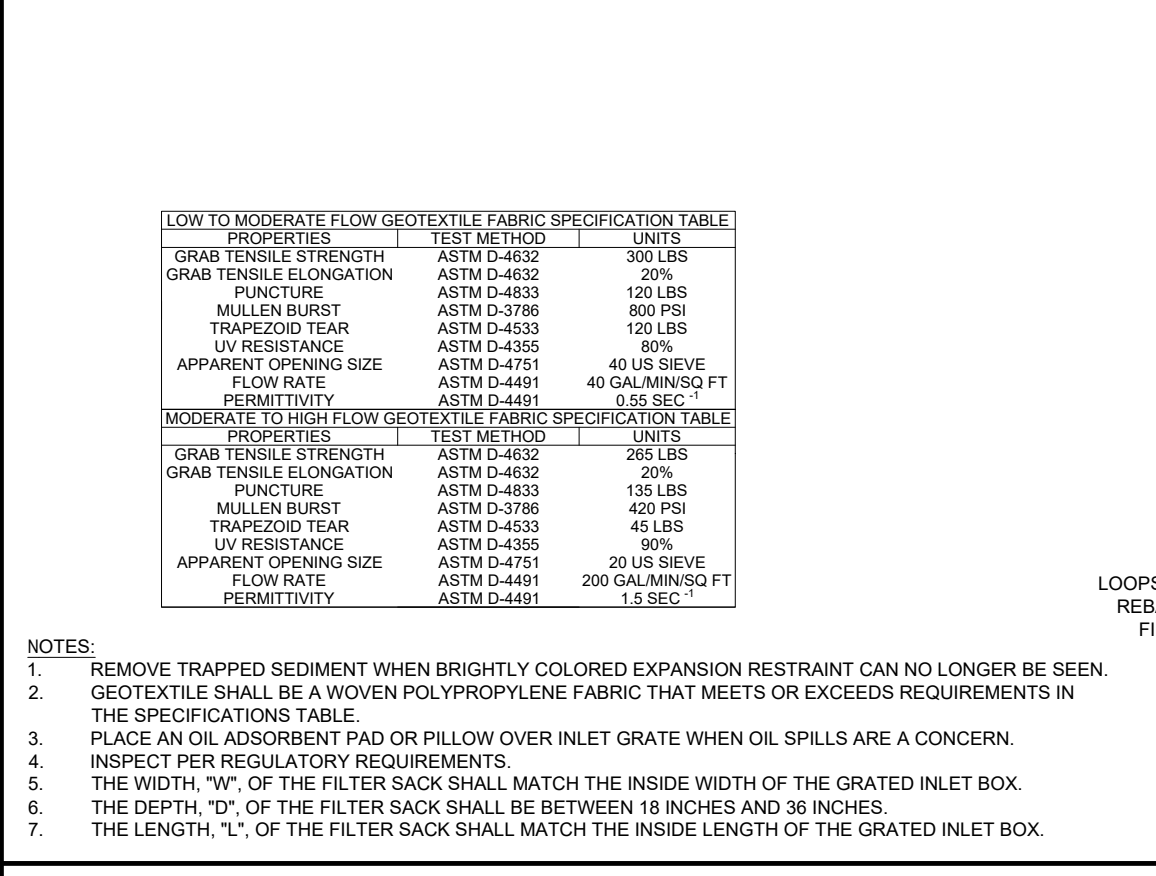 LOW TO MODERATE FLOW GEOTEXTILE FABRIC SPECIFICATION TABLE
PROPERTIES TEST METHOD UNITS
GRAB TENSILE STRENGTH ASTM D-4632 300 LBS
GRAB TENSILE ELONGATION ASTM D-4632 20%
PUNCTURE ASTM D-4833 120 LBS
MULLEN BURST ASTM D-3786 800 PSI
TRAPEZOID TEAR ASTM D-4533 120 LBS
UV RESISTANCE ASTM D-4355 80%
APPARENT OPENING SIZE ASTM D-4751 40 US SIEVE
FLOW RATE ASTM D-4491 40 GAL/MIN/SQ FT
PERMITTIVITY ASTM D-4491 0.55 SEC -1
MODERATE TO HIGH FLOW GEOTEXTILE FABRIC SPECIFICATION TABLE
PROPERTIES TEST METHOD UNITS
GRAB TENSILE STRENGTH ASTM D-4632 265 LBS
GRAB TENSILE ELONGATION ASTM D-4632 20%
PUNCTURE ASTM D-4833 135 LBS
MULLEN BURST ASTM D-3786 420 PSI
TRAPEZOID TEAR ASTM D-4533 45 LBS
UV RESISTANCE ASTM D-4355 90%
APPARENT OPENING SIZE ASTM D-4751 20 US SIEVE
FLOW RATE ASTM D-4491 200 GAL/MIN/SQ FT
PERMITTIVITY ASTM D-4491 1.5 SEC -1
LOOPS
REB
FI
NOTES:
1. REMOVE TRAPPED SEDIMENT WHEN BRIGHTLY COLORED EXPANSION RESTRAINT CAN NO LONGER BE SEEN.
2. GEOTEXTILE SHALL BE A WOVEN POLYPROPYLENE FABRIC THAT MEETS OR EXCEEDS REQUIREMENTS IN
THE SPECIFICATIONS TABLE.
3. PLACE AN OIL ADSORBENT PAD OR PILLOW OVER INLET GRATE WHEN OIL SPILLS ARE A CONCERN.
4. INSPECT PER REGULATORY REQUIREMENTS.
5. THE WIDTH, "W", OF THE FILTER SACK SHALL MATCH THE INSIDE WIDTH OF THE GRATED INLET BOX.
6. THE DEPTH, "D", OF THE FILTER SACK SHALL BE BETWEEN 18 INCHES AND 36 INCHES.
7. THE LENGTH, "L", OF THE FILTER SACK SHALL MATCH THE INSIDE LENGTH OF THE GRATED INLET BOX.